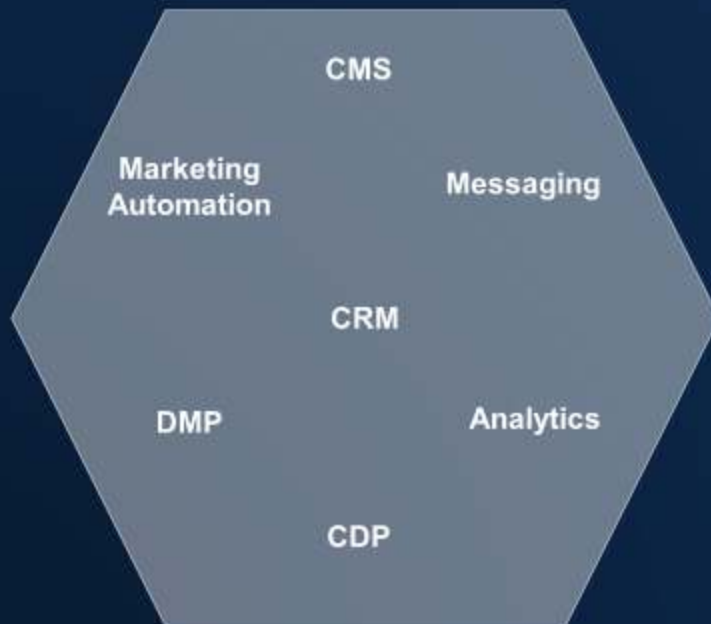 CMS
Marketing
Automation
Messaging
CRM
DMP
Analytics
CDP